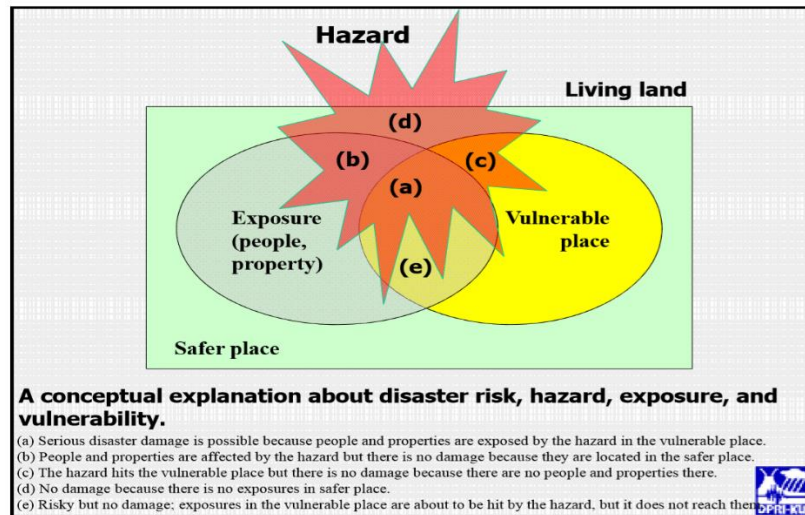 Hazard
Living land
(d)
(b)
(c)
(a)
Exposure
(people,
property)
Vulnerable
place
(e)
Safer place
A conceptual explanation about disaster risk, hazard, exposure, and
vulnerability.
(a) Serious disaster damage is possible because people and properties are exposed by the hazard in the vulnerable place.
(b) People and properties are affected by the hazard but there is no damage because they are located in the safer place.
(c) The hazard hits the vulnerable place but there is no damage because there are no people and properties there.
(d) No damage because there is no exposures in safer place.
(e) Risky but no damage; exposures in the vulnerable place are about to be hit by the hazard, but it does not reach